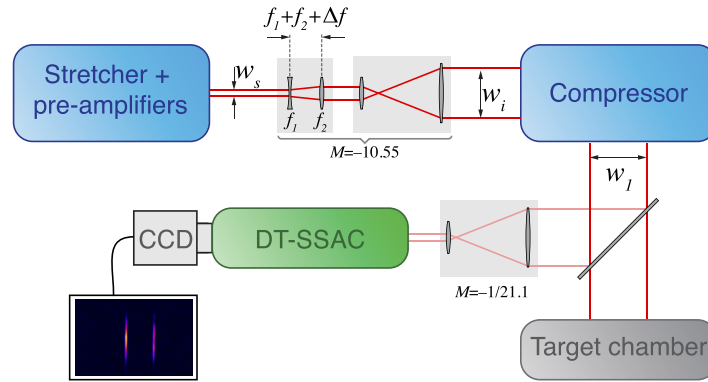 f₁+f₂+Δf
Stretcher +
pre-amplifiers
wₛ
f₁
f₂
wᵢ
Compressor
M=–10.55
w₁
CCD
DT-SSAC
M=–1/21.1
Target chamber